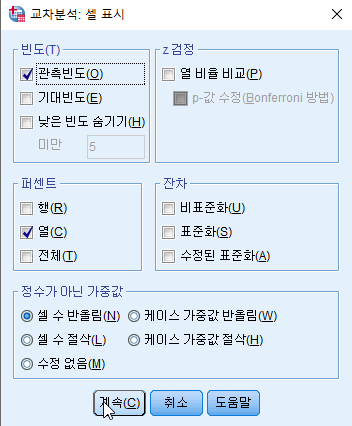 교차분석: 셀 표시
빈도(T)
관측빈도(O)
기대빈도(E)
낮은 빈도 숨기기(H)
미만 5
z 검정
열 비율 비교(P)
p-값 수정(Bonferroni 방법)
퍼센트
행(R)
열(C)
전체(T)
잔차
비표준화(U)
표준화(S)
수정된 표준화(A)
정수가 아닌 가중값
셀 수 반올림(N) 케이스 가중값 반올림(W)
셀 수 절삭(L) 케이스 가중값 절삭(H)
수정 없음(M)
계속(C) 취소 도움말